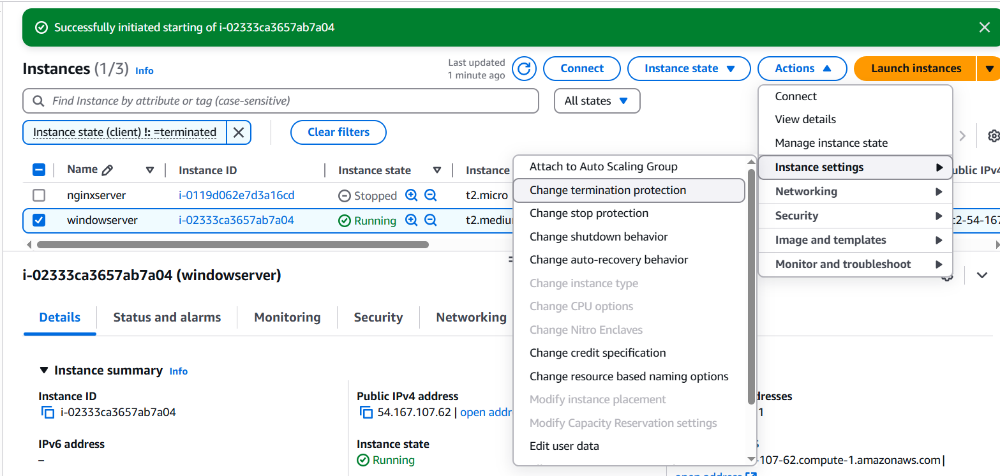 Successfully initiated starting of i-02333ca3657ab7a04
Instances (1/3) Info
Last updated
1 minute ago
Connect
Instance state
Actions
Launch instances
Find Instance by attribute or tag (case-sensitive)
All states
Instance state (client) !: =terminated
Clear filters
Connect
View details
Manage instance state
Instance settings
Networking
Security
Image and templates
Monitor and troubleshoot
Attach to Auto Scaling Group
Change termination protection
Change stop protection
Change shutdown behavior
Change auto-recovery behavior
Change instance type
Change CPU options
Change Nitro Enclaves
Change credit specification
Change resource based naming options
Modify instance placement
Modify Capacity Reservation settings
Edit user data
Name Instance ID Instance state Instance
nginxserver i-0119d062e7d3a16cd Stopped t2.micro
windowserver i-02333ca3657ab7a04 Running t2.mediu
i-02333ca3657ab7a04 (windowserver)
Details Status and alarms Monitoring Security Networking
Instance summary Info
Instance ID
i-02333ca3657ab7a04
Public IPv4 address
54.167.107.62 | open addr
IPv6 address
–
Instance state
Running
-107-62.compute-1.amazonaws.com |
open address